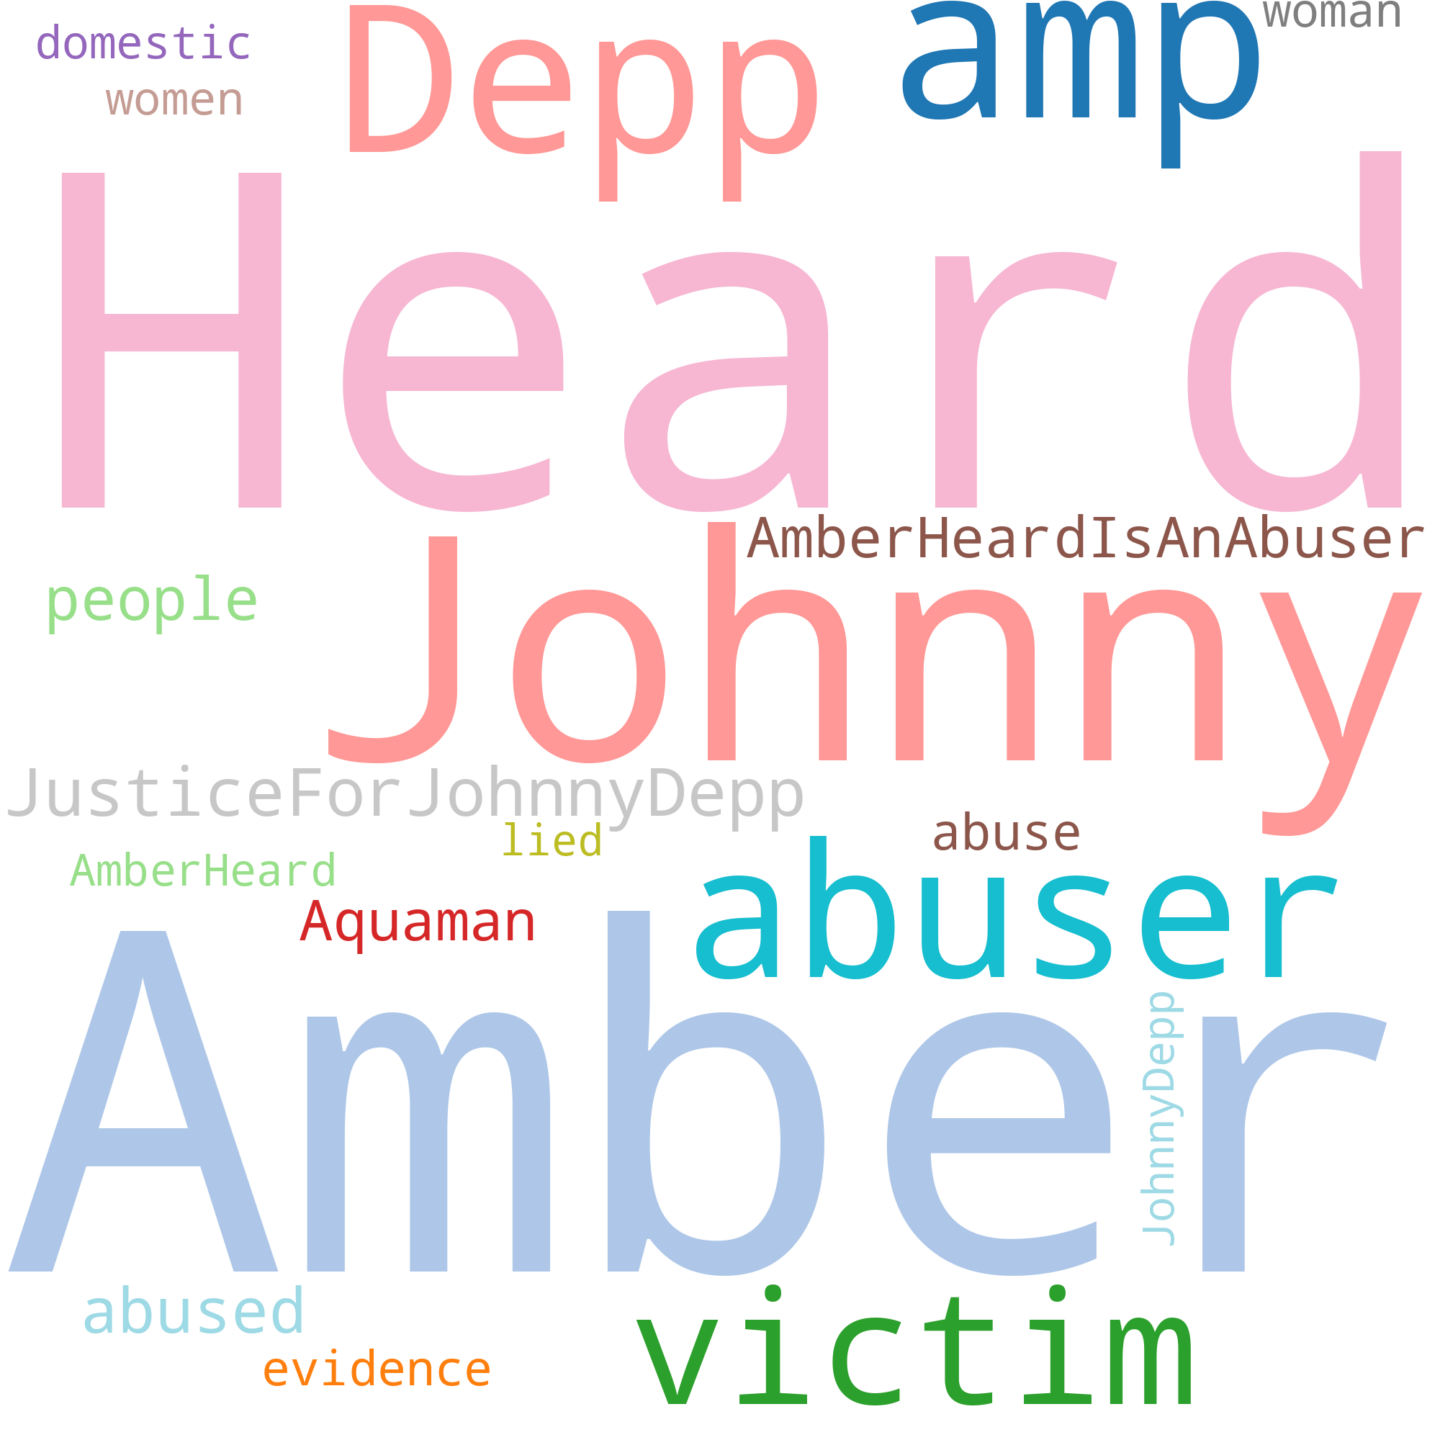 domestic
women
Depp
amp
woman
Heard
AmberHeardIsAnAbuser
people
Johnny
JusticeForJohnnyDepp
lied
abuse
AmberHeard
Aquaman
abuser
Amber
JohnnyDepp
abused
evidence
victim